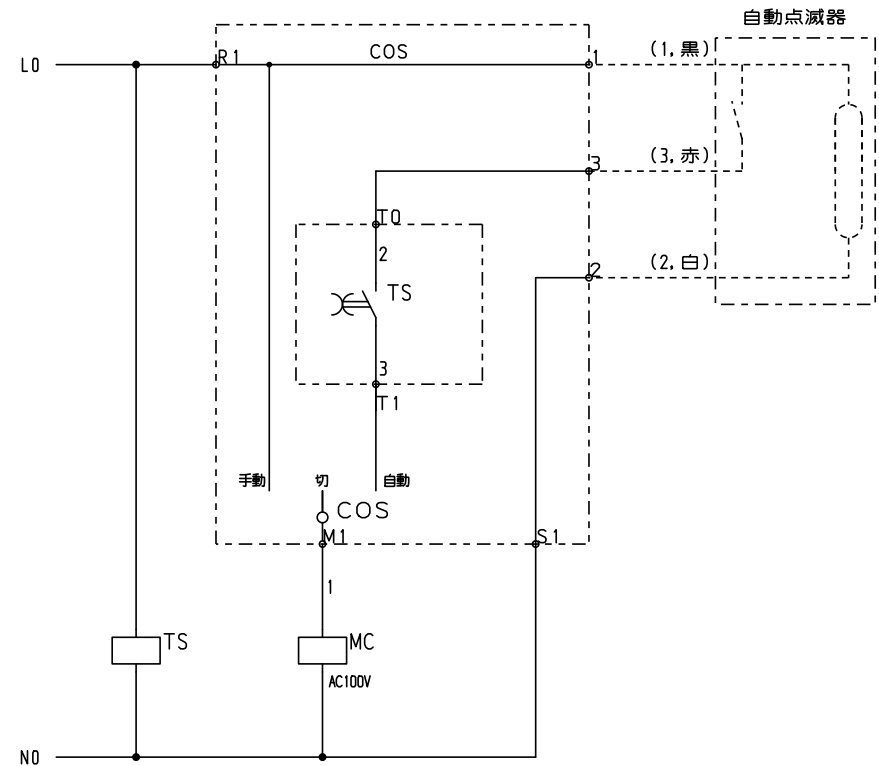 自動点滅器
L0
R1
COS
1
(1,黒)
3
(3,赤)
T0
2
2
(2,白)
TS
3
T1
手動
切
自動
COS
M1
S1
1
TS
MC
AC100V
N0